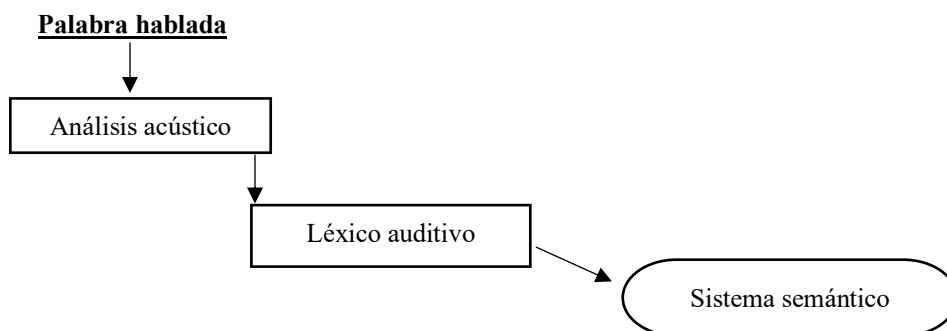 Palabra hablada
Análisis acústico
Léxico auditivo
Sistema semántico